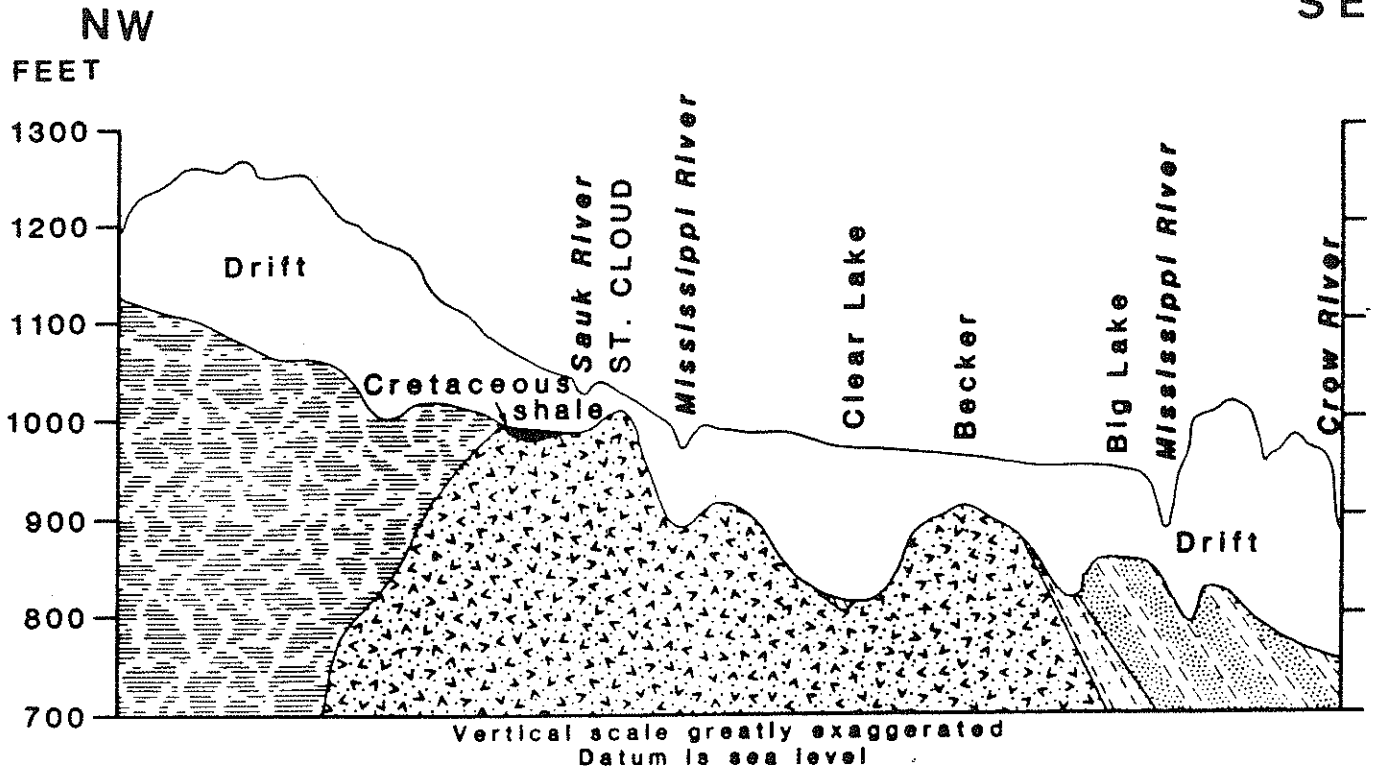 NW
SE
FEET
1300
1200
1100
1000
900
800
700
Drift
Cretaceous
shale
Sauk River
ST. CLOUD
Mississippi River
Clear Lake
Becker
Big Lake
Mississippi River
Crow River
Drift
Vertical scale greatly exaggerated
Datum is sea level